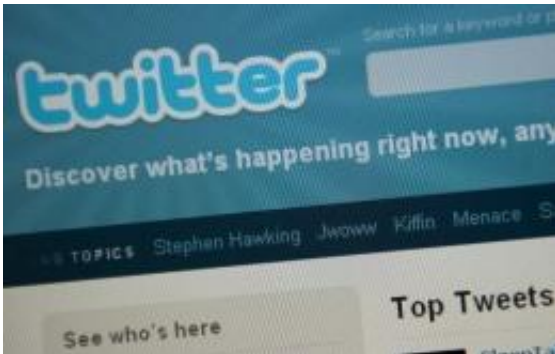 twitter
Search for a keyword or
Discover what's happening right now, any
TOPICS Stephen Hawking Jwoww Kiffin Menace S
See who's here
Top Tweets